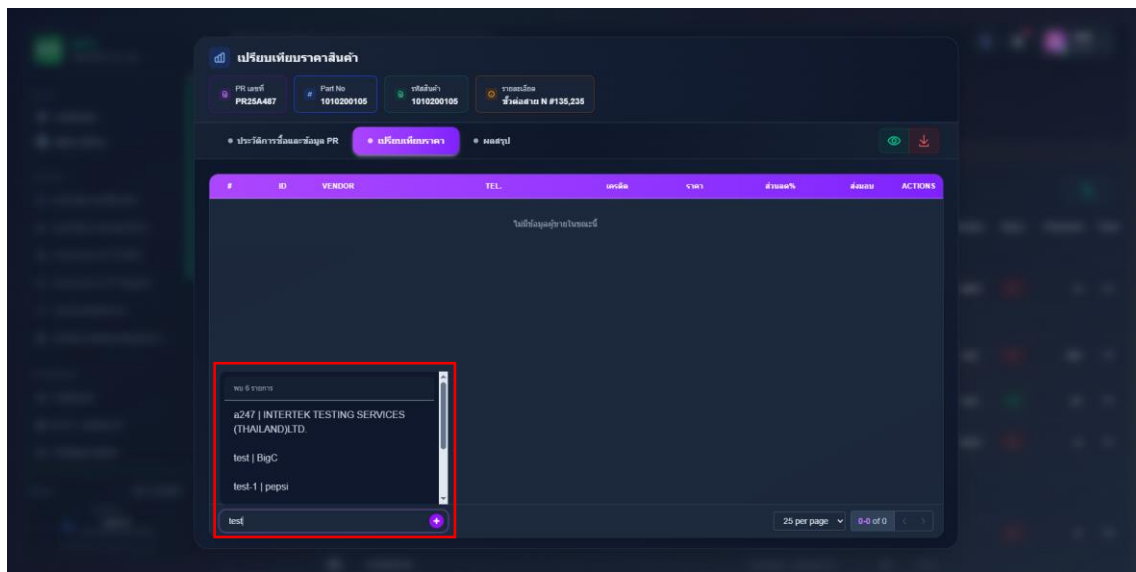 เปรียบเทียบราคาสินค้า
PR เลขที่
PR25A487
Part No
1010200105
รหัสสินค้า
1010200105
รายละเอียด
ขั้วต่อสาย N #135,235
ประวัติการซื้อและข้อมูล PR
เปรียบเทียบราคา
ผลสรุป
# ID VENDOR TEL. เครดิต ราคา ส่วนลด% ส่งมอบ ACTIONS
ไม่มีข้อมูลผู้ขายในขณะนี้
พบ 6 รายการ
a247 | INTERTEK TESTING SERVICES
(THAILAND)LTD.
test | BigC
test-1 | pepsi
test
25 per page
0-0 of 0